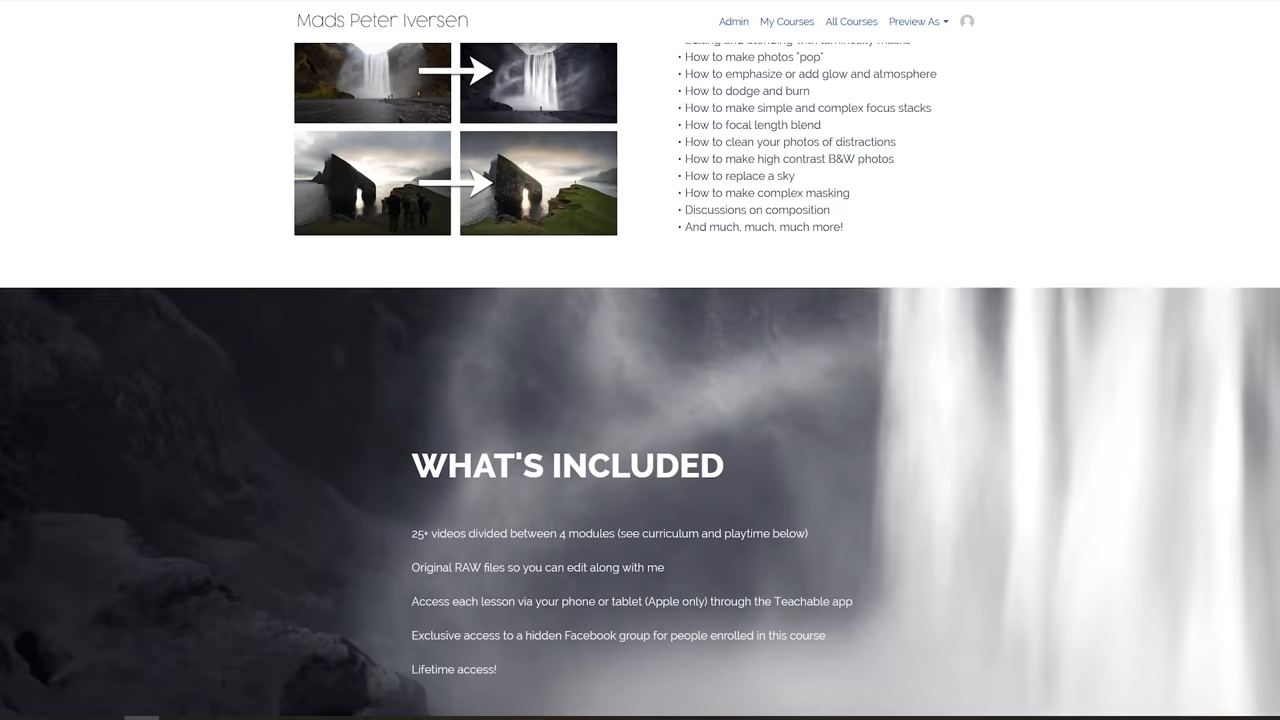 Mads Peter Iversen
Admin My Courses All Courses Preview As
• Editing and blending with luminosity masks
• How to make photos "pop"
• How to emphasize or add glow and atmosphere
• How to dodge and burn
• How to make simple and complex focus stacks
• How to focal length blend
• How to clean your photos of distractions
• How to make high contrast B&W photos
• How to replace a sky
• How to make complex masking
• Discussions on composition
• And much, much, much more!
WHAT'S INCLUDED
25+ videos divided between 4 modules (see curriculum and playtime below)
Original RAW files so you can edit along with me
Access each lesson via your phone or tablet (Apple only) through the Teachable app
Exclusive access to a hidden Facebook group for people enrolled in this course
Lifetime access!